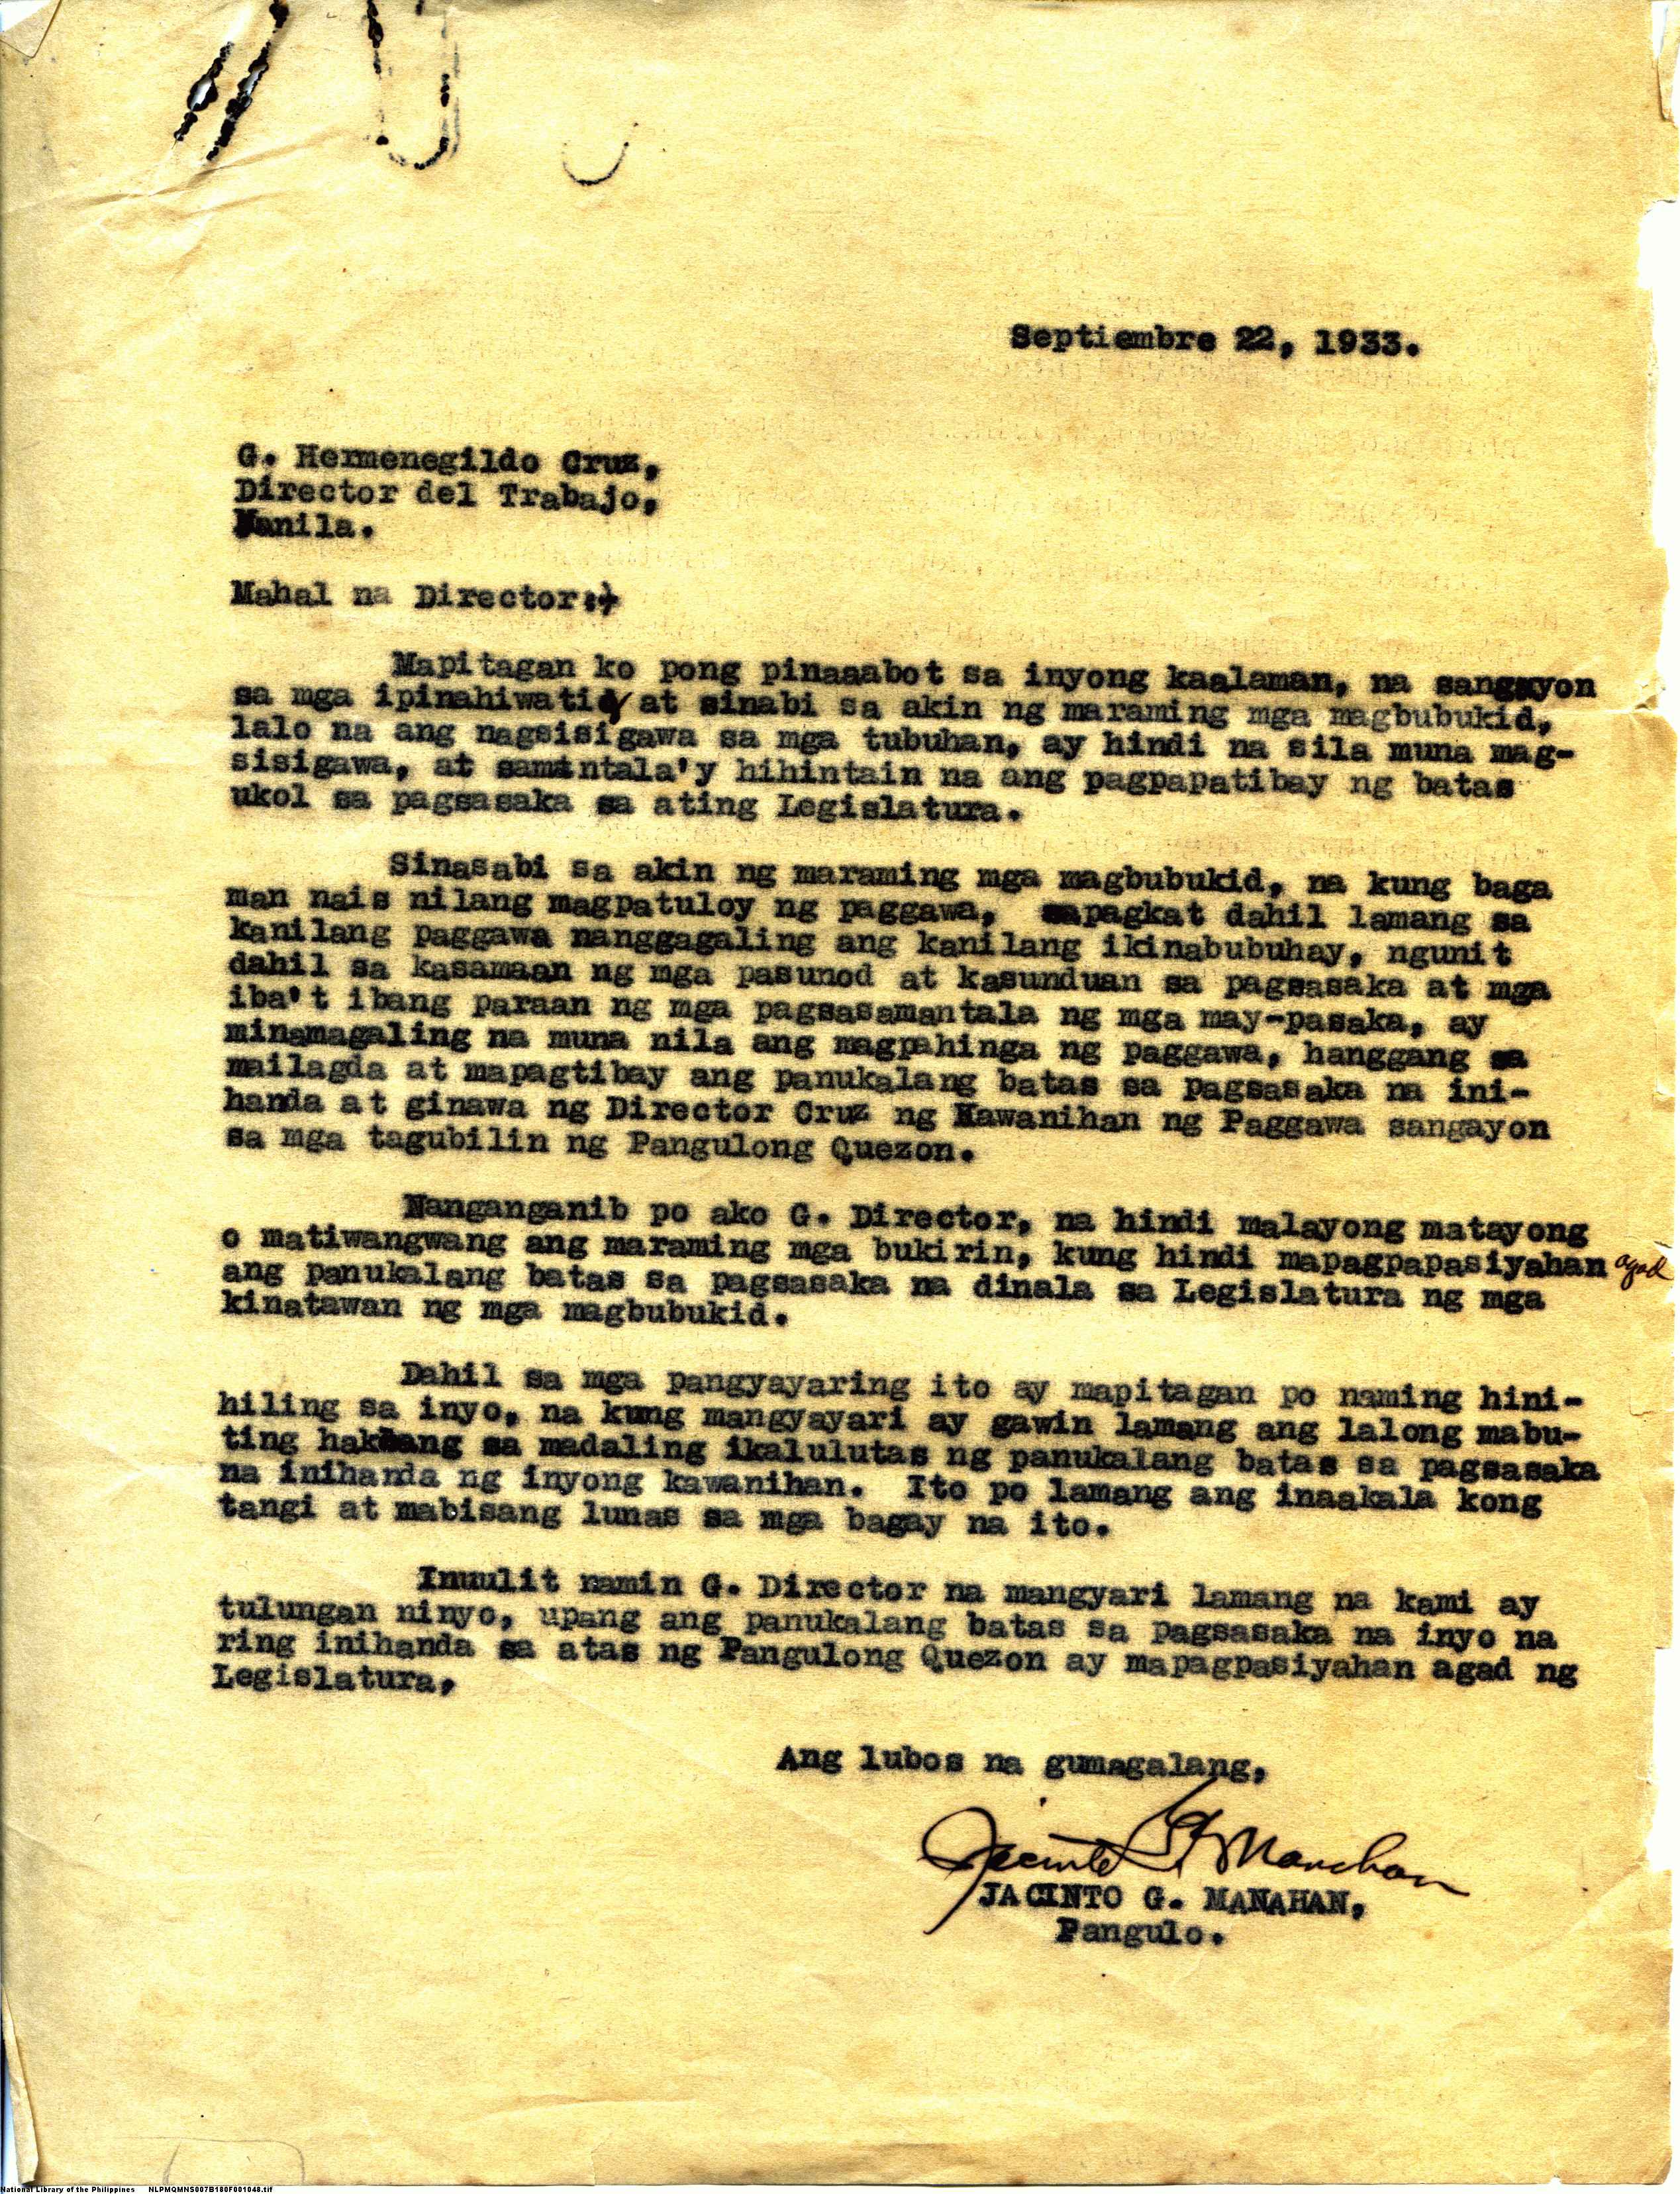 Septiembre 22, 1933.
G. Hermenegildo Cruz,
Director del Trabajo,
Manila.
Mahal na Director:-
Mapitagan ko pong pinaaabot sa inyong kaalaman, na sangayon
sa mga ipinahiwatig at sinabi sa akin ng maraming mga magbubukid,
lalo na ang nagsisigawa sa mga tubuhan, ay hindi na sila muna mag-
sisigawa, at samantala'y hihintain na ang pagpapatibay ng batas
ukol sa pagsasaka sa ating Legislatura.
Sinasabi sa akin ng maraming mga magbubukid, na kung baga
man nais nilang magpatuloy ng paggawa, sapagkat dahil lamang sa
kanilang paggawa nanggagaling ang kanilang ikinabubuhay, ngunit
dahil sa kasamaan ng mga pasunod at kasunduan sa pagsasaka at mga
iba't ibang paraan ng mga pagsasamantala ng mga may-pasaka, ay
minamagaling na muna nila ang magpahinga ng paggawa, hanggang sa
mailagda at mapagtibay ang panukalang batas sa pagsasaka na ini-
handa at ginawa ng Director Cruz ng Kawanihan ng Paggawa sangayon
sa mga tagubilin ng Pangulong Quezon.
Nanganganib po ako G. Director, na hindi malayong matayong
o matiwangwang ang maraming mga bukirin, kung hindi mapagpapasiyahan agad
ang panukalang batas sa pagsasaka na dinala sa Legislatura ng mga
kinatawan ng mga magbubukid.
Dahil sa mga pangyayaring ito ay mapitagan po naming hini-
hiling sa inyo, na kung mangyayari ay gawin lamang ang lalong mabu-
ting hakbang sa madaling ikalulutas ng panukalang batas sa pagsasaka
na inihanda ng inyong kawanihan. Ito po lamang ang inaakala kong
tangi at mabisang lunas sa mga bagay na ito.
Inuulit namin G. Director na mangyari lamang na kami ay
tulungan ninyo, upang ang panukalang batas sa pagsasaka na inyo na
ring inihanda sa atas ng Pangulong Quezon ay mapagpasiyahan agad ng
Legislatura,
Ang lubos na gumagalang,
Jacinto G. Manahan
JACINTO G. MANAHAN,
Pangulo.
National Library of the Philippines NLPMQMNS007B180F001048.tif